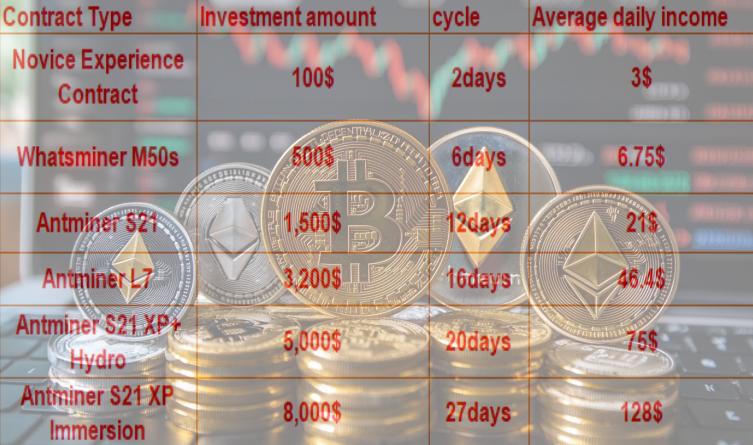 Contract Type Investment amount cycle Average daily income
Novice Experience
Contract 100$ 2days 3$
Whatsminer M50s 500$ 6days 6.75$
Antminer S21 1,500$ 12days 21$
Antminer L7 3,200$ 16days 46.4$
Antminer S21 XP+
Hydro 5,000$ 20days 75$
Antminer S21 XP
Immersion 8,000$ 27days 128$